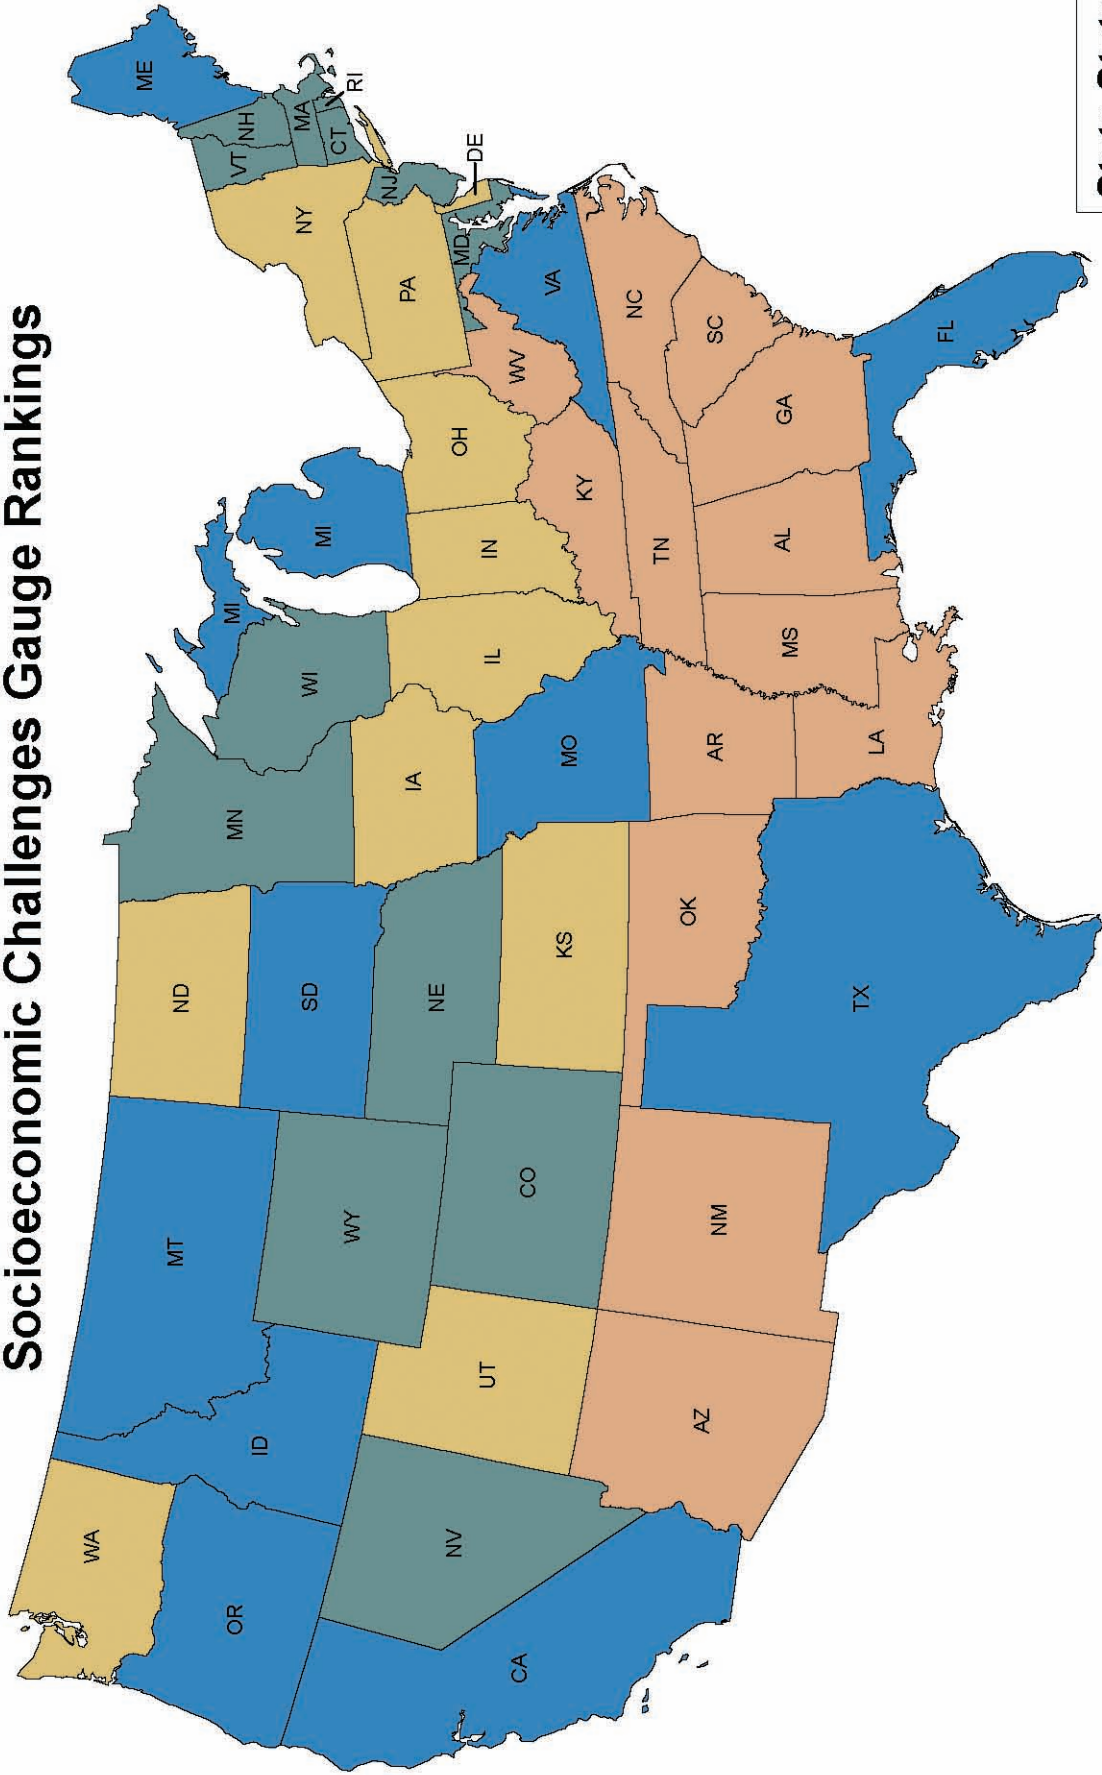 Socioeconomic Challenges Gauge Rankings
WA
OR
CA
ID
NV
MT
WY
UT
AZ
CO
NM
ND
SD
NE
KS
OK
TX
MN
IA
MO
AR
LA
WI
IL
MI
MI
IN
OH
KY
TN
MS
AL
GA
FL
SC
NC
WV
VA
PA
NY
MD
DE
NJ
VT
NH
MA
CT
RI
ME